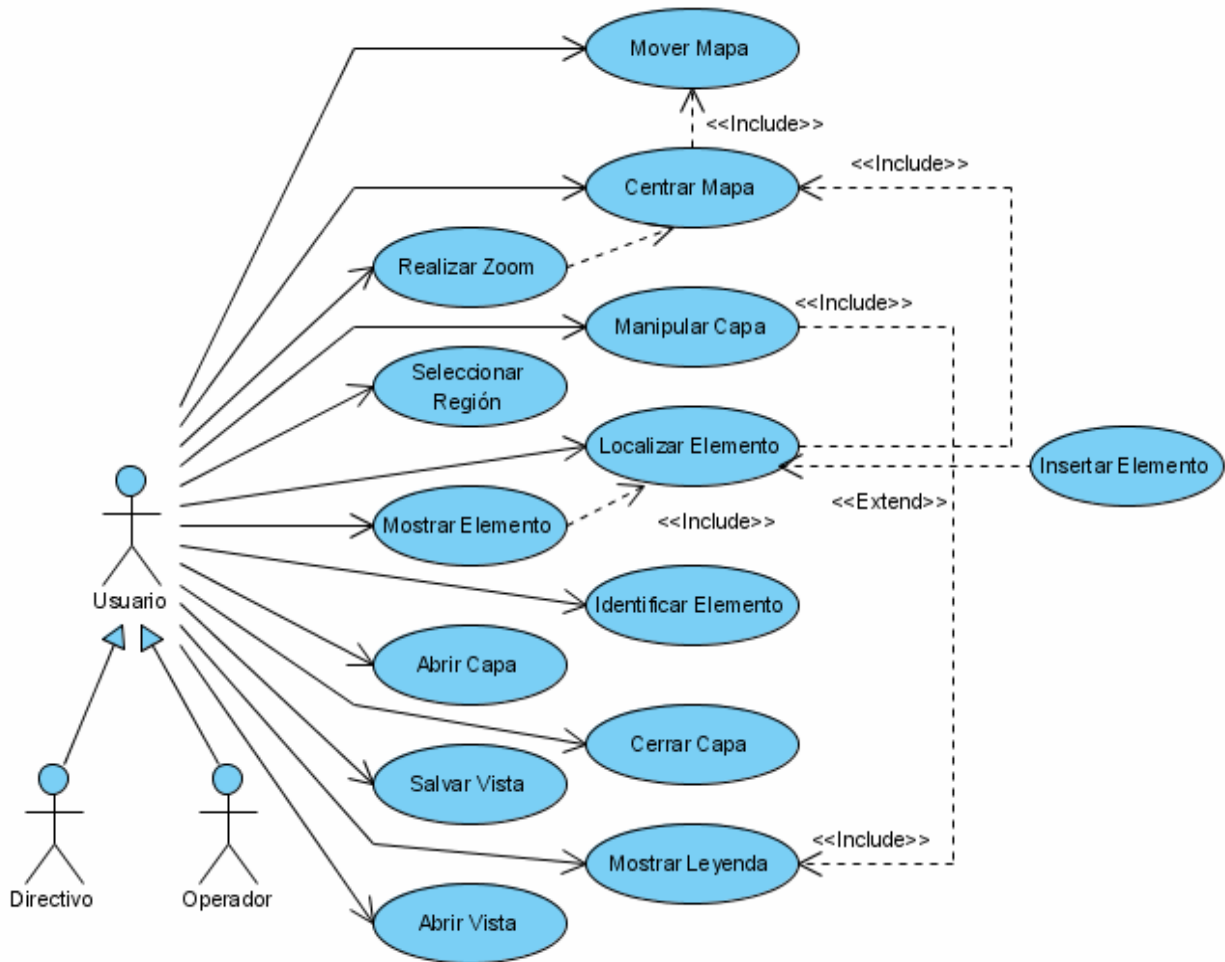 Mover Mapa
<<Include>>
Centrar Mapa
<<Include>>
Realizar Zoom
Manipular Capa
<<Include>>
Seleccionar
Región
Localizar Elemento
Insertar Elemento
<<Extend>>
Mostrar Elemento
<<Include>>
Usuario
Identificar Elemento
Abrir Capa
Cerrar Capa
Salvar Vista
<<Include>>
Mostrar Leyenda
Directivo
Operador
Abrir Vista